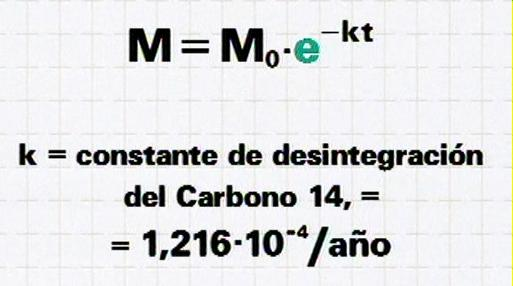 M = M₀·e⁻ᵏᵗ
k = constante de desintegración
del Carbono 14, =
= 1,216·10⁻⁴/año